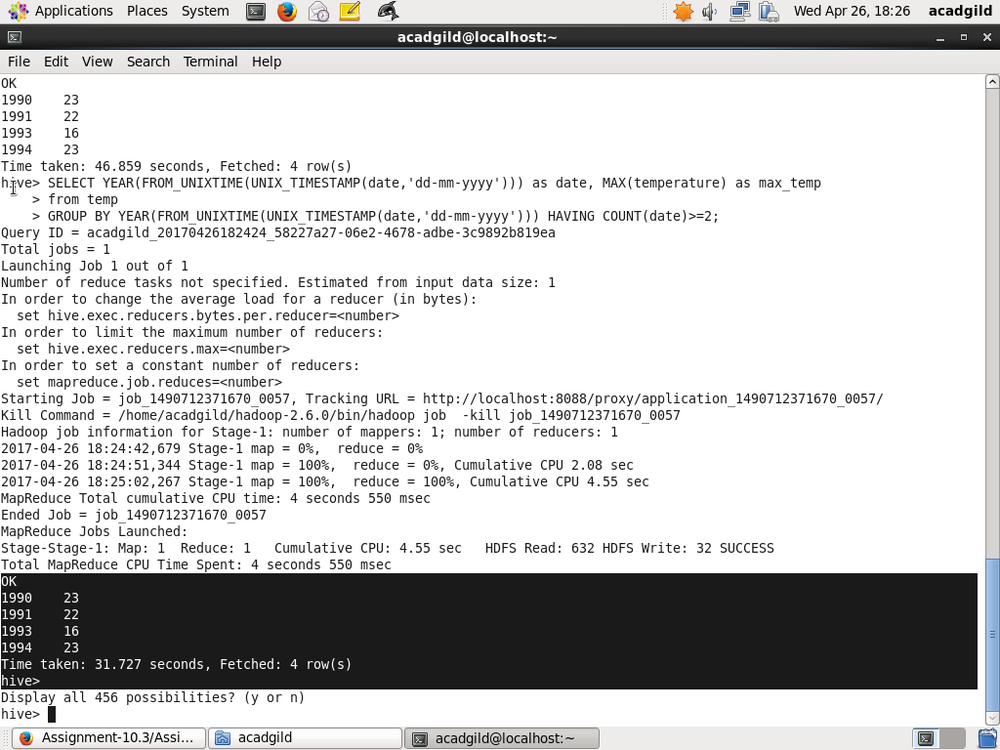 Applications Places System Wed Apr 26, 18:26 acadgild
acadgild@localhost:~
File Edit View Search Terminal Help
OK
1990    23
1991    22
1993    16
1994    23
Time taken: 46.859 seconds, Fetched: 4 row(s)
hive> SELECT YEAR(FROM_UNIXTIME(UNIX_TIMESTAMP(date,'dd-mm-yyyy'))) as date, MAX(temperature) as max_temp
    > from temp
    > GROUP BY YEAR(FROM_UNIXTIME(UNIX_TIMESTAMP(date,'dd-mm-yyyy'))) HAVING COUNT(date)>=2;
Query ID = acadgild_20170426182424_58227a27-06e2-4678-adbe-3c9892b819ea
Total jobs = 1
Launching Job 1 out of 1
Number of reduce tasks not specified. Estimated from input data size: 1
In order to change the average load for a reducer (in bytes):
  set hive.exec.reducers.bytes.per.reducer=<number>
In order to limit the maximum number of reducers:
  set hive.exec.reducers.max=<number>
In order to set a constant number of reducers:
  set mapreduce.job.reduces=<number>
Starting Job = job_1490712371670_0057, Tracking URL = http://localhost:8088/proxy/application_1490712371670_0057/
Kill Command = /home/acadgild/hadoop-2.6.0/bin/hadoop job  -kill job_1490712371670_0057
Hadoop job information for Stage-1: number of mappers: 1; number of reducers: 1
2017-04-26 18:24:42,679 Stage-1 map = 0%,  reduce = 0%
2017-04-26 18:24:51,344 Stage-1 map = 100%,  reduce = 0%, Cumulative CPU 2.08 sec
2017-04-26 18:25:02,267 Stage-1 map = 100%,  reduce = 100%, Cumulative CPU 4.55 sec
MapReduce Total cumulative CPU time: 4 seconds 550 msec
Ended Job = job_1490712371670_0057
MapReduce Jobs Launched:
Stage-Stage-1: Map: 1  Reduce: 1   Cumulative CPU: 4.55 sec   HDFS Read: 632 HDFS Write: 32 SUCCESS
Total MapReduce CPU Time Spent: 4 seconds 550 msec
OK
1990    23
1991    22
1993    16
1994    23
Time taken: 31.727 seconds, Fetched: 4 row(s)
hive>
Display all 456 possibilities? (y or n)
hive>
Assignment-10.3/Assi... acadgild acadgild@localhost:~